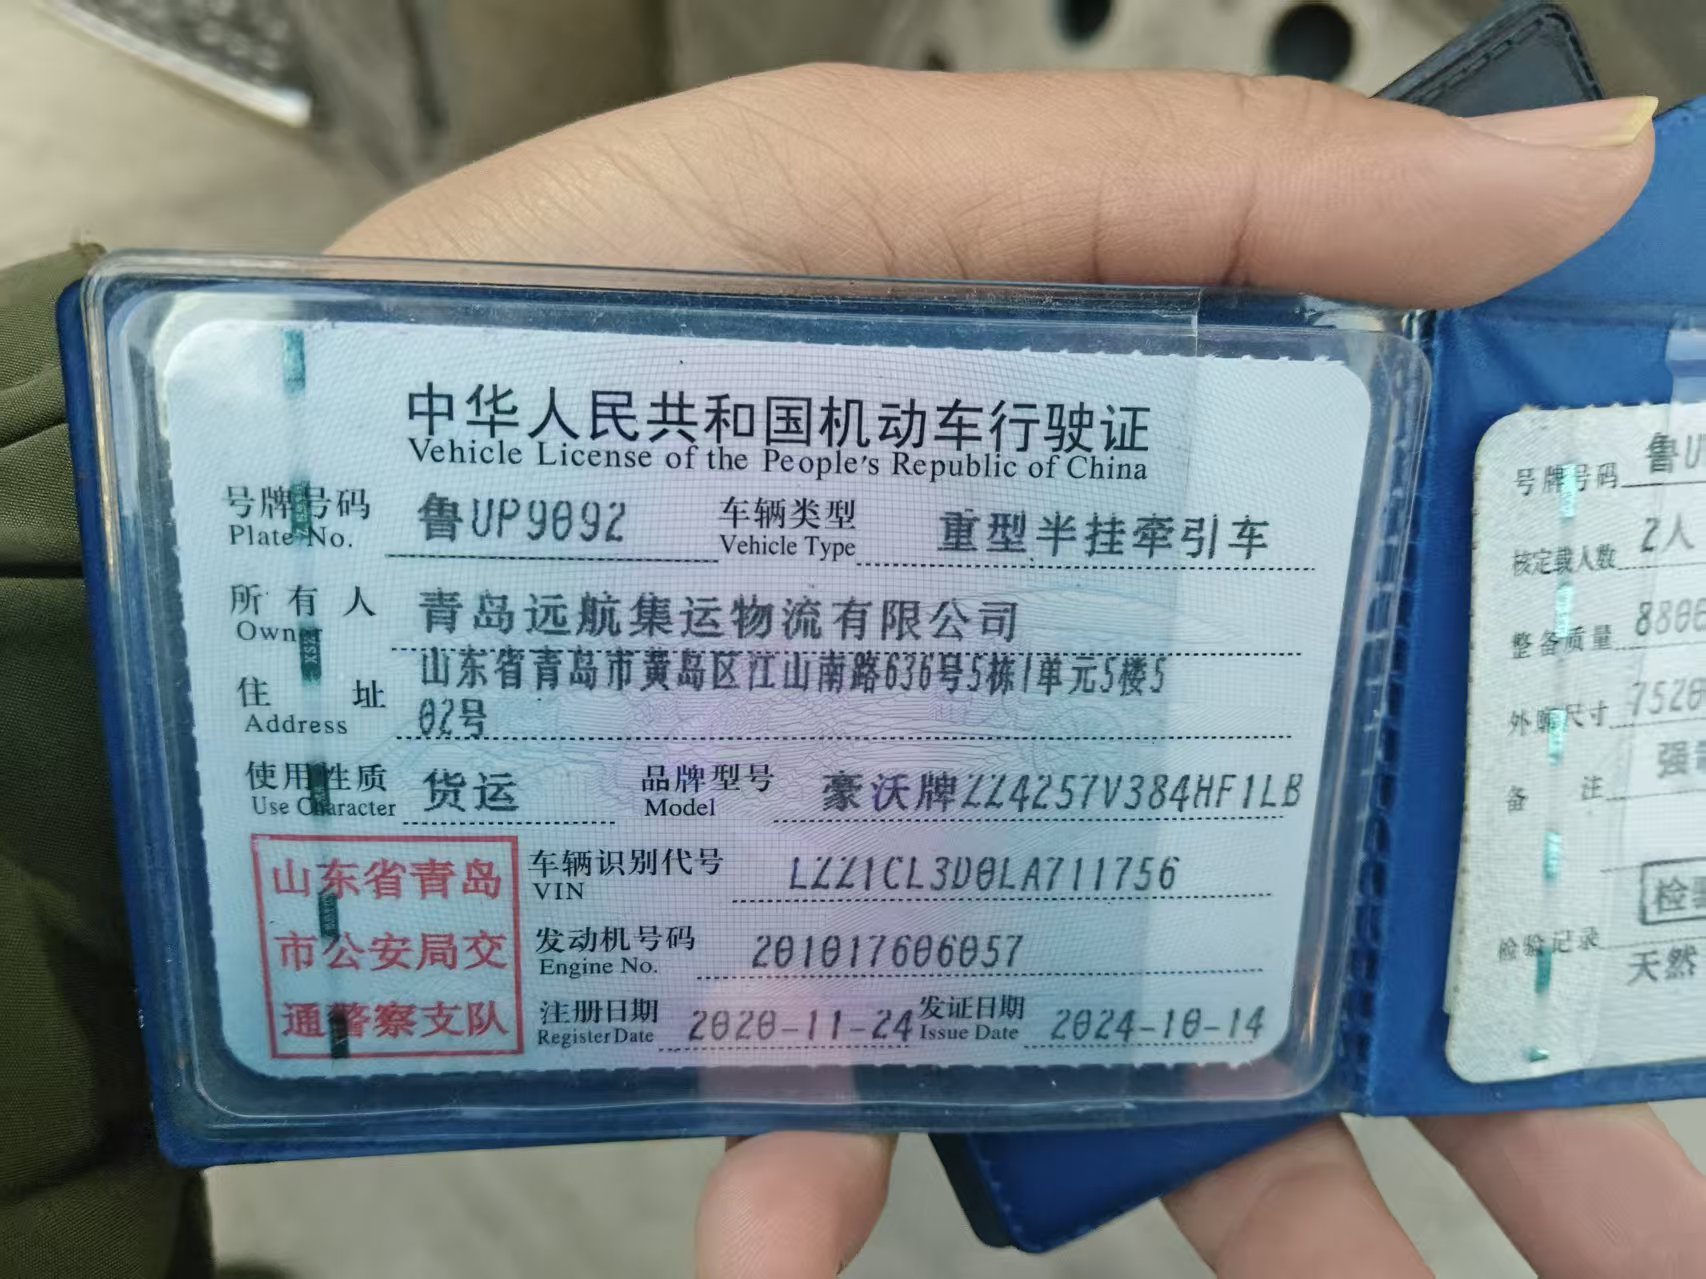 中华人民共和国机动车行驶证
Vehicle License of the People's Republic of China
号牌号码 鲁UP9092 车辆类型 重型半挂牵引车
Plate No. Vehicle Type
所有人 青岛远航集运物流有限公司
Owner
住址 山东省青岛市黄岛区江山南路636号5栋1单元5楼5
Address 02号
使用性质 货运 品牌型号 豪沃牌ZZ4257V384HF1LB
Use Character Model
山东省青岛
市公安局交
通警察支队
车辆识别代号 LZZ1CL3D0LA711756
VIN
发动机号码 201017606057
Engine No.
注册日期 2020-11-24 发证日期 2024-10-14
Register Date Issue Date
号牌号码 鲁U
核定载人数 2人
整备质量 880
外廓尺寸 752
备注 强
检验记录 检
天然